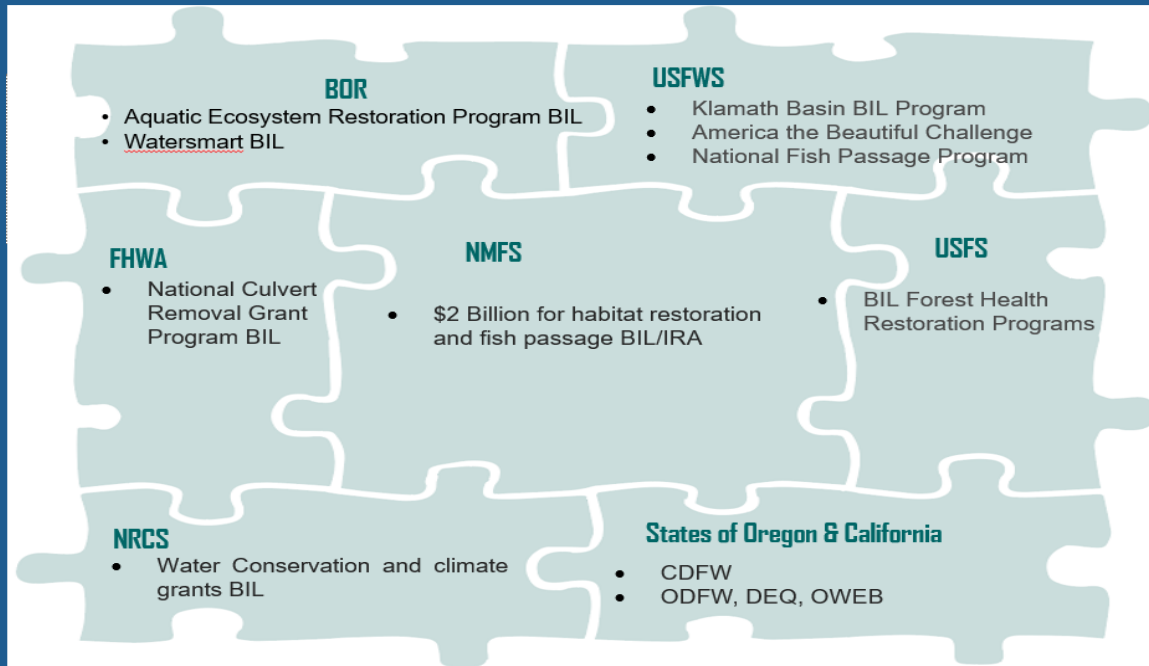 BOR
• Aquatic Ecosystem Restoration Program BIL
• Watersmart BIL
USFWS
• Klamath Basin BIL Program
• America the Beautiful Challenge
• National Fish Passage Program
FHWA
• National Culvert
Removal Grant
Program BIL
NMFS
• $2 Billion for habitat restoration
and fish passage BIL/IRA
USFS
• BIL Forest Health
Restoration Programs
NRCS
• Water Conservation and climate
grants BIL
States of Oregon & California
• CDFW
• ODFW, DEQ, OWEB